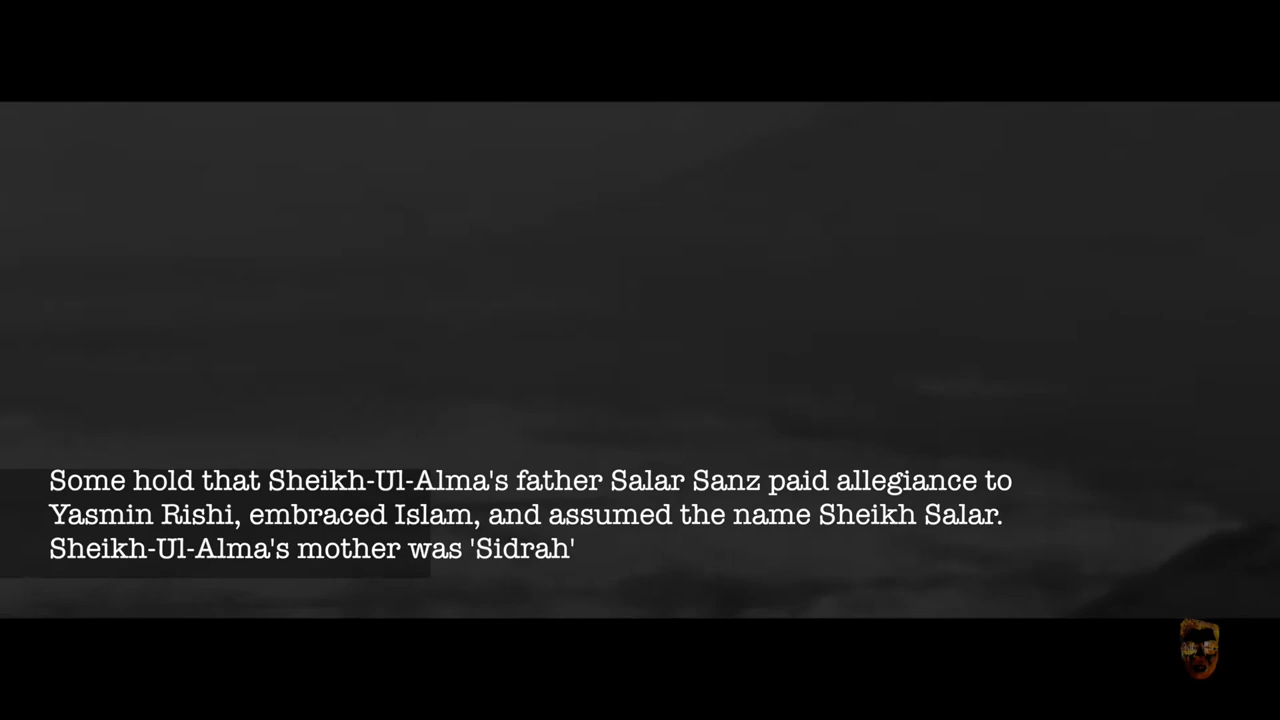 Some hold that Sheikh-Ul-Alma's father Salar Sanz paid allegiance to
Yasmin Rishi, embraced Islam, and assumed the name Sheikh Salar.
Sheikh-Ul-Alma's mother was 'Sidrah'